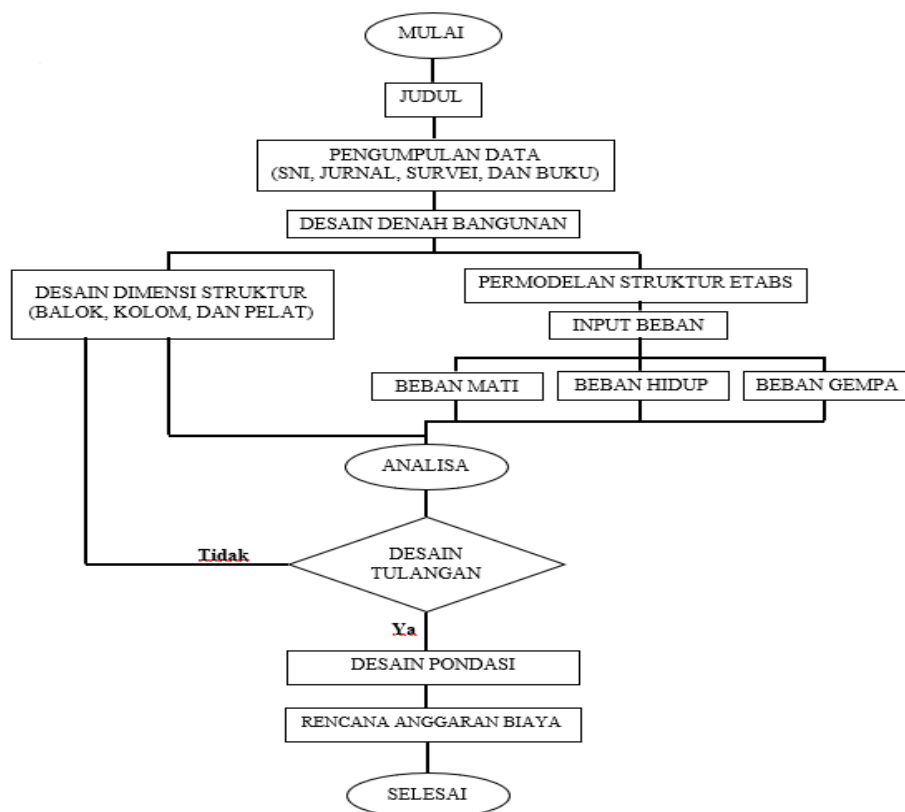 MULAI
JUDUL
PENGUMPULAN DATA
(SNI, JURNAL, SURVEI, DAN BUKU)
DESAIN DENAH BANGUNAN
DESAIN DIMENSI STRUKTUR
(BALOK, KOLOM, DAN PELAT)
PERMODELAN STRUKTUR ETABS
INPUT BEBAN
BEBAN MATI
BEBAN HIDUP
BEBAN GEMPA
ANALISA
Tidak
DESAIN
TULANGAN
Ya
DESAIN PONDASI
RENCANA ANGGARAN BIAYA
SELESAI